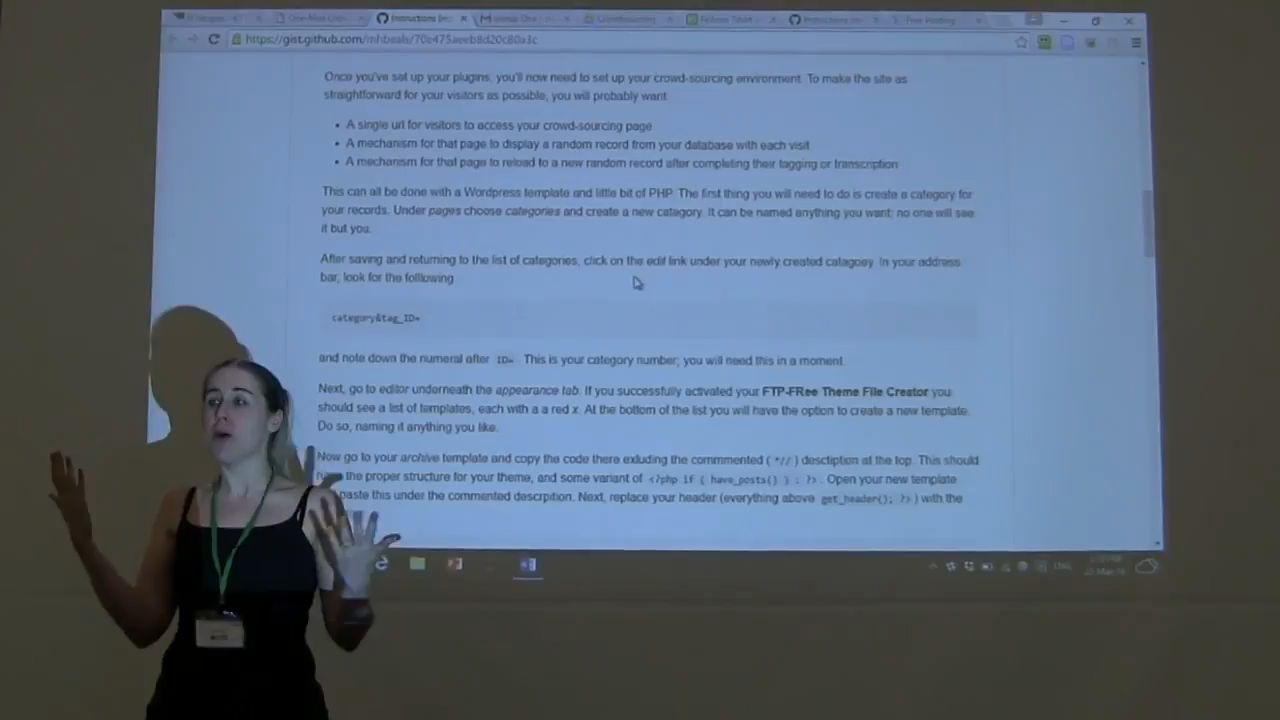 Instructions
https://gist.github.com/mhbeals/70e475aeeb8d20c80a3c
Once you've set up your plugins, you'll now need to set up your crowd-sourcing environment. To make the site as
straightforward for your visitors as possible, you will probably want
• A single url for visitors to access your crowd-sourcing page
• A mechanism for that page to display a random record from your database with each visit
• A mechanism for that page to reload to a new random record after completing their tagging or transcription
This can all be done with a Wordpress template and little bit of PHP. The first thing you will need to do is create a category for
your records. Under pages choose categories and create a new category. It can be named anything you want; no one will see
it but you.
After saving and returning to the list of categories, click on the edit link under your newly created catagoey. In your address
bar, look for the folllowing
category&tag_ID=
and note down the numeral after ID= . This is your category number; you will need this in a moment.
Next, go to editor underneath the appearance tab. If you successfully activated your FTP-FRee Theme File Creator you
should see a list of templates, each with a a red x. At the bottom of the list you will have the option to create a new template.
Do so, naming it anything you like.
Now go to your archive template and copy the code there exluding the commmented ( *// ) desctiption at the top. This should
the proper structure for your theme, and some variant of <?php if ( have_posts() ) : ?>. Open your new template
paste this under the commented descrpition. Next, replace your header (everything above get_header(); ?> ) with the
ENG